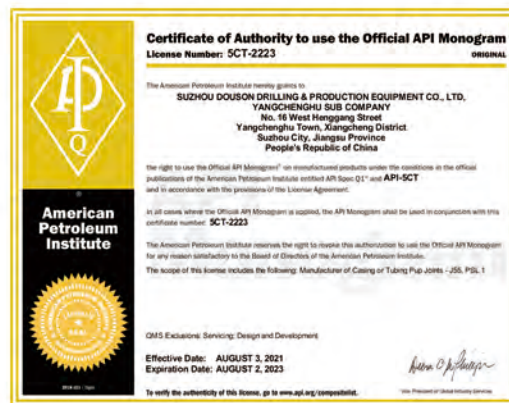 Certificate of Authority to use the Official API Monogram
License Number: 5CT-2223
ORIGINAL
The American Petroleum Institute hereby grants to
SUZHOU DOUSON DRILLING & PRODUCTION EQUIPMENT CO., LTD,
YANGCHENGHU SUB COMPANY
No. 16 West Henggang Street
Yangchenghu Town, Xiangcheng District
Suzhou City, Jiangsu Province
People's Republic of China
the right to use the Official API Monogram® on manufactured products under the conditions in the official
publications of the American Petroleum Institute entitled API Spec Q1® and API-5CT
and in accordance with the provisions of the License Agreement.
In all cases where the Official API Monogram is applied, the API Monogram shall be used in conjunction with this
certificate number: 5CT-2223
The American Petroleum Institute reserves the right to revoke this authorization to use the Official API Monogram
for any reason satisfactory to the Board of Directors of the American Petroleum Institute.
The scope of this license includes the following: Manufacturer of Casing or Tubing Pup Joints - J55, PSL 1
QMS Exclusions: Servicing; Design and Development
Effective Date: AUGUST 3, 2021
Expiration Date: AUGUST 2, 2023
To verify the authenticity of this license, go to www.api.org/compositelist.
Vice President of Global Industry Services
API
Q
American
Petroleum
Institute